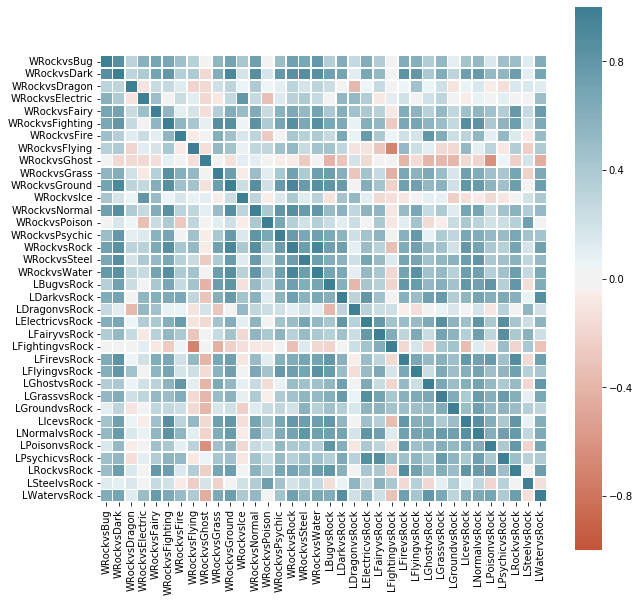 WRockvsBug
WRockvsDark
WRockvsDragon
WRockvsElectric
WRockvsFairy
WRockvsFighting
WRockvsFire
WRockvsFlying
WRockvsGhost
WRockvsGrass
WRockvsGround
WRockvsIce
WRockvsNormal
WRockvsPoison
WRockvsPsychic
WRockvsRock
WRockvsSteel
WRockvsWater
LBugvsRock
LDarkvsRock
LDragonvsRock
LElectricvsRock
LFairyvsRock
LFightingvsRock
LFirevsRock
LFlyingvsRock
LGhostvsRock
LGrassvsRock
LGroundvsRock
LIcevsRock
LNormalvsRock
LPoisonvsRock
LPsychicvsRock
LRockvsRock
LSteelvsRock
LWatervsRock
WRockvsBug
WRockvsDark
WRockvsDragon
WRockvsElectric
WRockvsFairy
WRockvsFighting
WRockvsFire
WRockvsFlying
WRockvsGhost
WRockvsGrass
WRockvsGround
WRockvsIce
WRockvsNormal
WRockvsPoison
WRockvsPsychic
WRockvsRock
WRockvsSteel
WRockvsWater
LBugvsRock
LDarkvsRock
LDragonvsRock
LElectricvsRock
LFairyvsRock
LFightingvsRock
LFirevsRock
LFlyingvsRock
LGhostvsRock
LGrassvsRock
LGroundvsRock
LIcevsRock
LNormalvsRock
LPoisonvsRock
LPsychicvsRock
LRockvsRock
LSteelvsRock
LWatervsRock
0.8
0.4
0.0
−0.4
−0.8